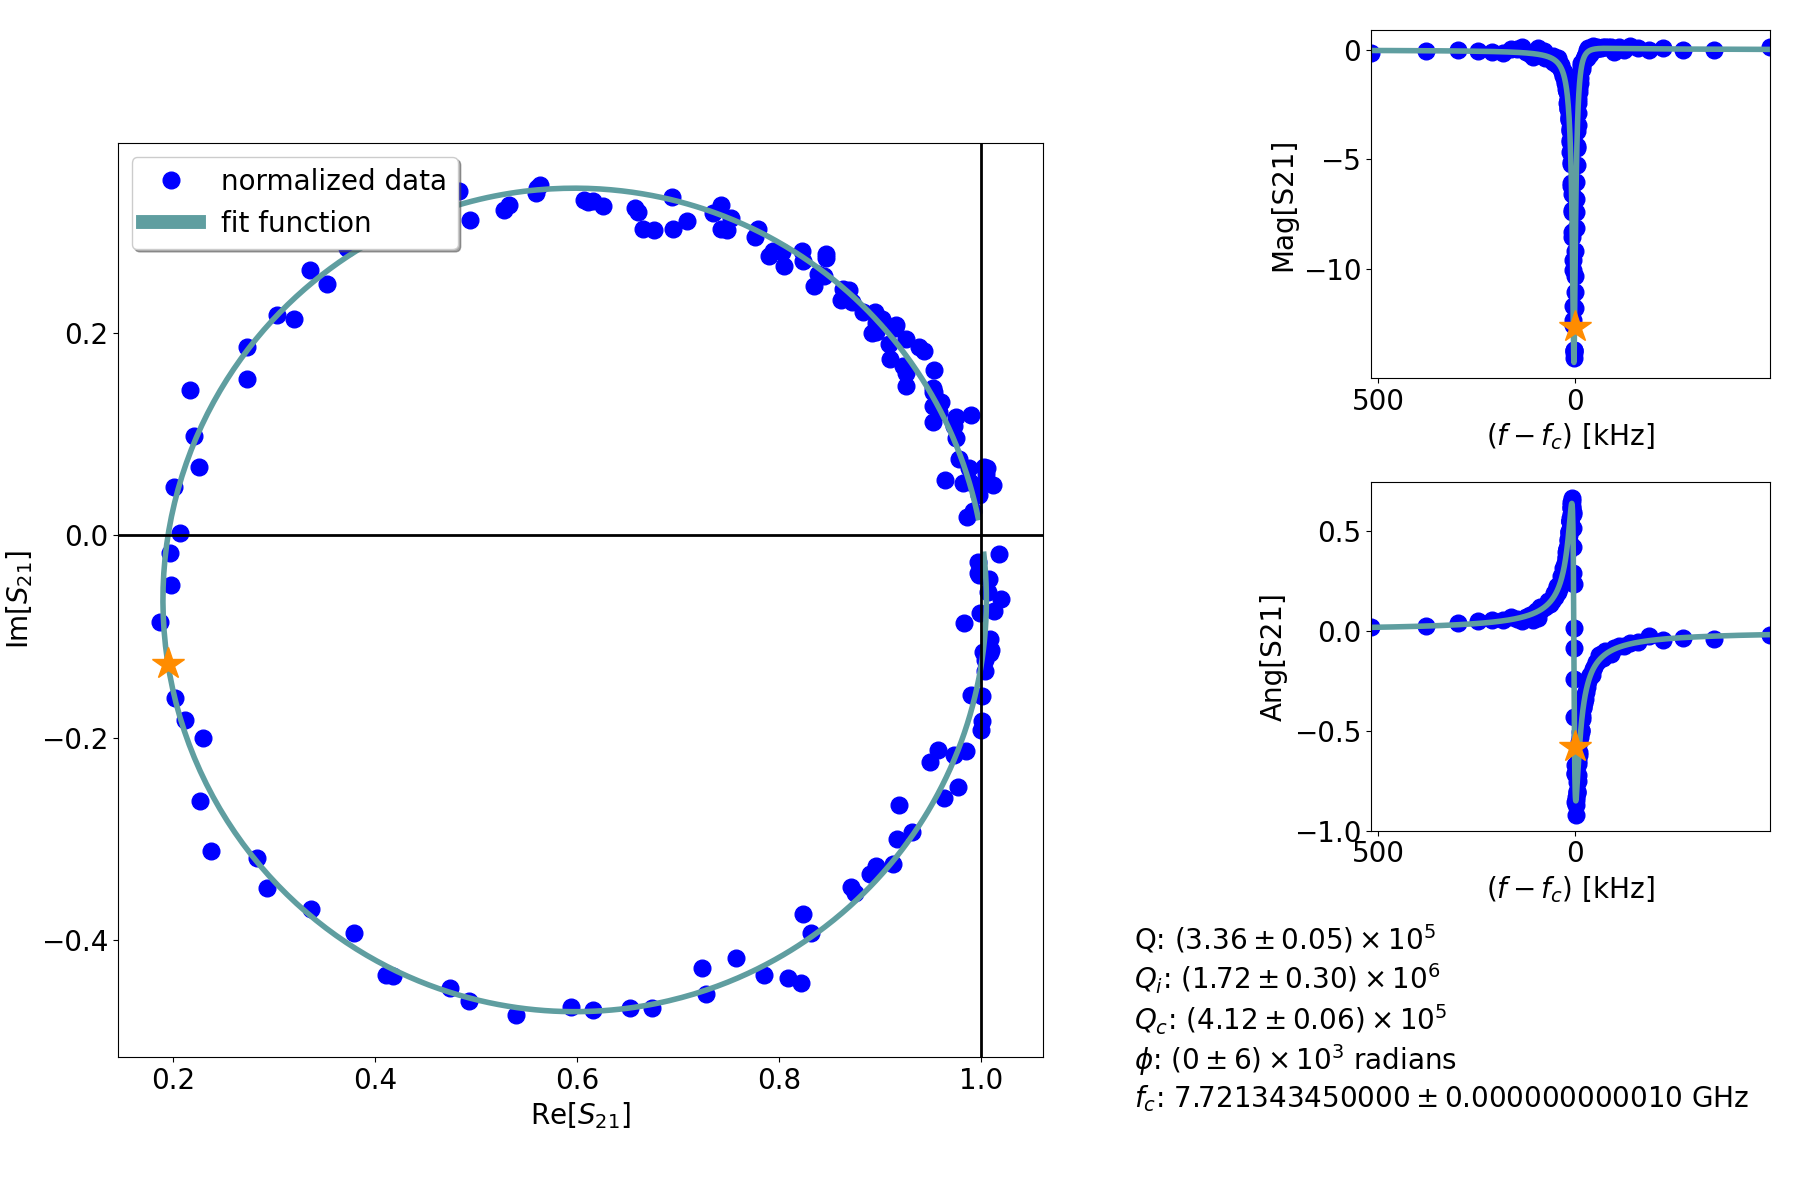 normalized data
fit function
0.2
0.0
−0.2
−0.4
Im[S21]
0.2
0.4
0.6
0.8
1.0
Re[S21]
0
−5
−10
Mag[S21]
500
0
(f − fc) [kHz]
0.5
0.0
−0.5
−1.0
Ang[S21]
500
0
(f − fc) [kHz]
Q: (3.36 ± 0.05) × 10^5
Qi: (1.72 ± 0.30) × 10^6
Qc: (4.12 ± 0.06) × 10^5
ϕ: (0 ± 6) × 10^3 radians
fc: 7.721343450000 ± 0.000000000010 GHz